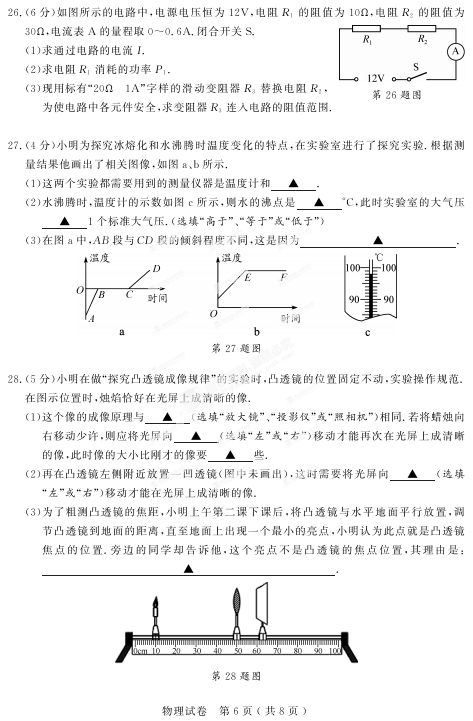 26.(6分)如图所示的电路中,电源电压恒为12V,电阻R₁的阻值为10Ω,电阻R₂的阻值为
30Ω,电流表A的量程取0~0.6A.闭合开关S.
(1)求通过电路的电流I.
(2)求电阻R₁消耗的功率P₁.
(3)现用标有“20Ω 1A”字样的滑动变阻器R₃替换电阻R₂,
为使电路中各元件安全,求变阻器R₃连入电路的阻值范围.
R₁ R₂
A
S
12V
第26题图
27.(4分)小明为探究冰熔化和水沸腾时温度变化的特点,在实验室进行了探究实验.根据测
量结果他画出了相关图像,如图a、b所示.
(1)这两个实验都需要用到的测量仪器是温度计和 ▲ .
(2)水沸腾时,温度计的示数如图c所示,则水的沸点是 ▲ ℃,此时实验室的大气压
▲ 1个标准大气压.(选填“高于”、“等于”或“低于”)
(3)在图a中,AB段与CD段的倾斜程度不同,这是因为 ▲ .
温度 D
O B C 时间
A
a
温度
E F
O 时间
b
℃
100 100
90 90
c
第27题图
28.(5分)小明在做“探究凸透镜成像规律”的实验时,凸透镜的位置固定不动,实验操作规范.
在图示位置时,烛焰恰好在光屏上成清晰的像.
(1)这个像的成像原理与 ▲ (选填“放大镜”、“投影仪”或“照相机”)相同.若将蜡烛向
右移动少许,则应将光屏向 ▲ (选填“左”或“右”)移动才能再次在光屏上成清晰
的像,此时像的大小比刚才的像要 ▲ 些.
(2)再在凸透镜左侧附近放置一凹透镜(图中未画出),这时需要将光屏向 ▲ (选填
“左”或“右”)移动才能在光屏上成清晰的像.
(3)为了粗测凸透镜的焦距,小明上午第二课下课后,将凸透镜与水平地面平行放置,调
节凸透镜到地面的距离,直至地面上出现一个最小的亮点,小明认为此点就是凸透镜
焦点的位置.旁边的同学却告诉他,这个亮点不是凸透镜的焦点位置,其理由是:
▲ .
0cm 10 20 30 40 50 60 70 80 90 100
第28题图
物理试卷 第6页(共8页)